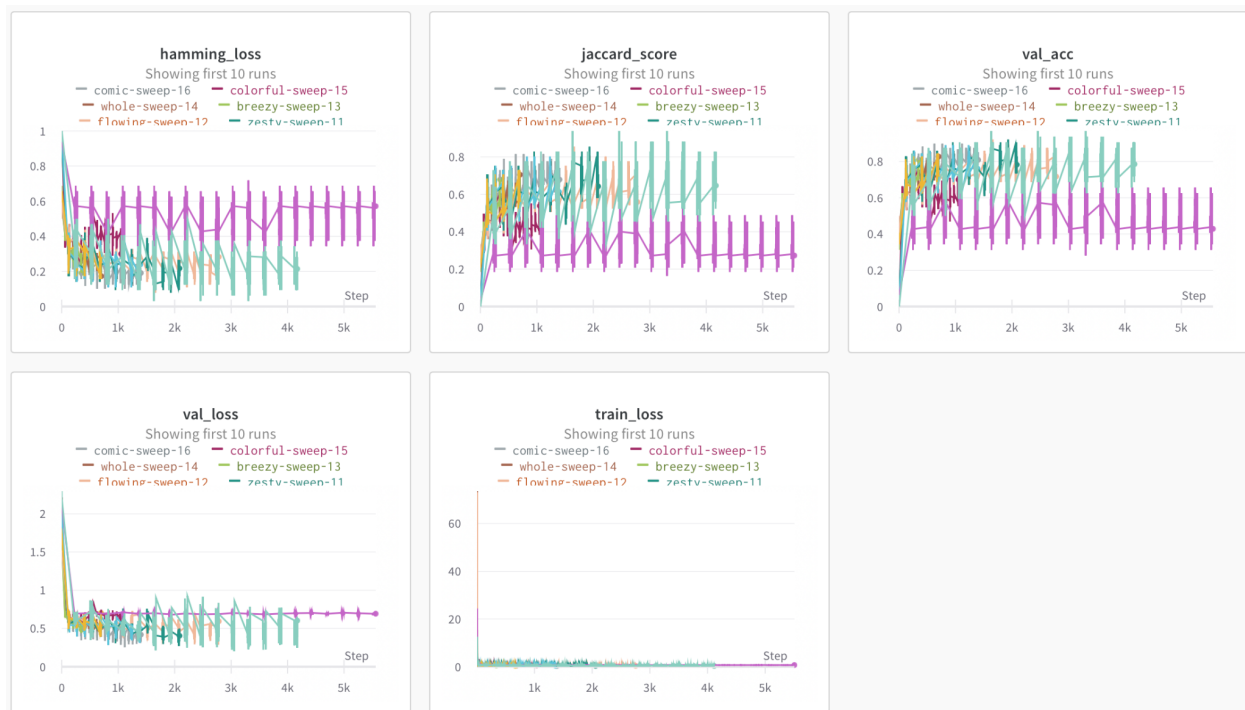 hamming_loss
Showing first 10 runs
comic-sweep-16 colorful-sweep-15
whole-sweep-14 breezy-sweep-13
flowing-sweep-12 zesty-sweep-11
1
0.8
0.6
0.4
0.2
0
Step
0 1k 2k 3k 4k 5k
jaccard_score
Showing first 10 runs
comic-sweep-16 colorful-sweep-15
whole-sweep-14 breezy-sweep-13
flowing-sweep-12 zesty-sweep-11
0.8
0.6
0.4
0.2
0
Step
0 1k 2k 3k 4k 5k
val_acc
Showing first 10 runs
comic-sweep-16 colorful-sweep-15
whole-sweep-14 breezy-sweep-13
flowing-sweep-12 zesty-sweep-11
0.8
0.6
0.4
0.2
0
Step
0 1k 2k 3k 4k 5k
val_loss
Showing first 10 runs
comic-sweep-16 colorful-sweep-15
whole-sweep-14 breezy-sweep-13
flowing-sweep-12 zesty-sweep-11
2
1.5
1
0.5
0
Step
0 1k 2k 3k 4k 5k
train_loss
Showing first 10 runs
comic-sweep-16 colorful-sweep-15
whole-sweep-14 breezy-sweep-13
flowing-sweep-12 zesty-sweep-11
60
40
20
0
Step
1k 2k 3k 4k 5k